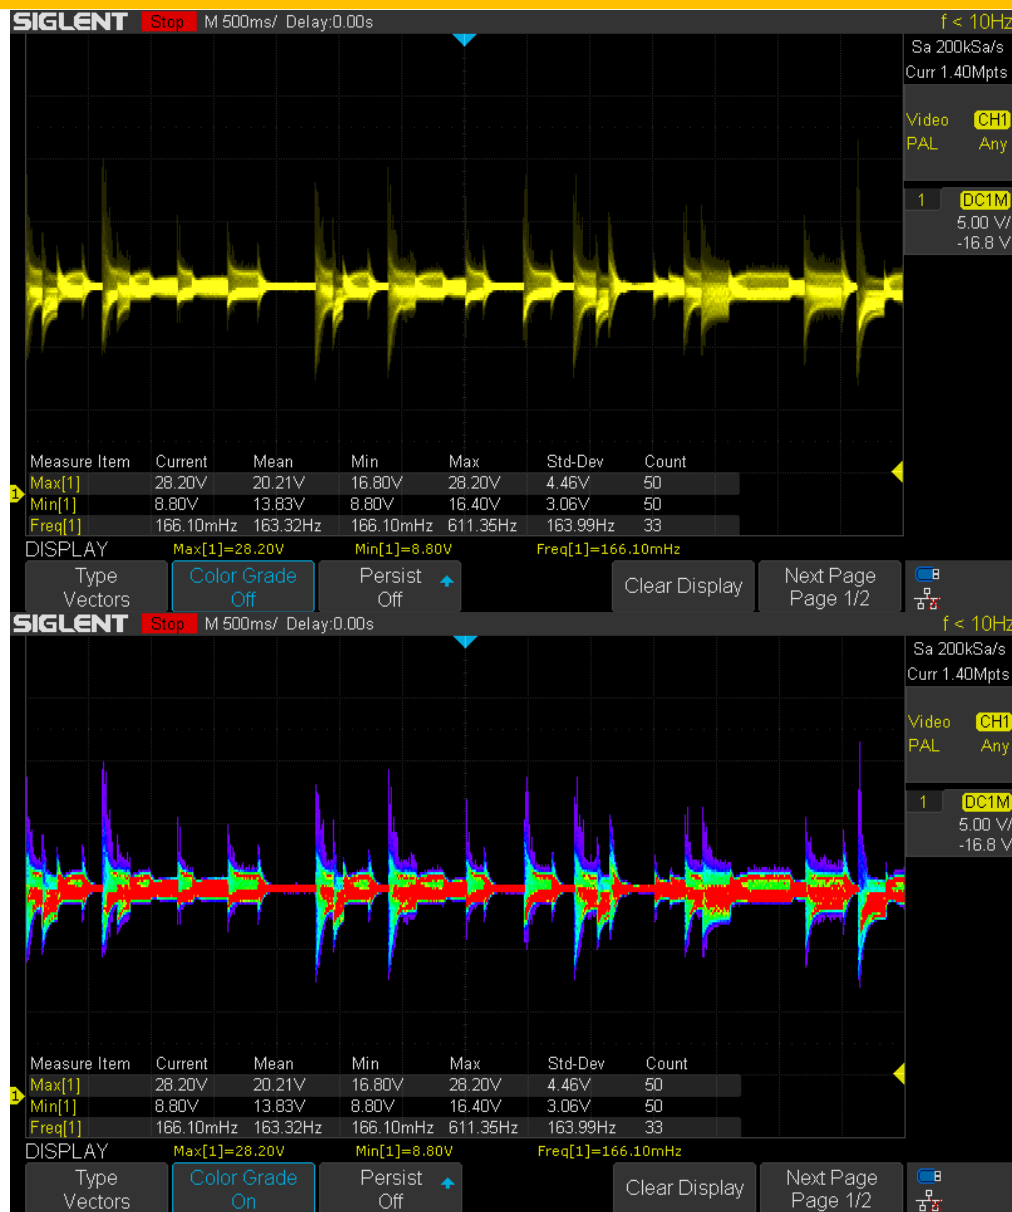 SIGLENT Stop M 500ms/ Delay:0.00s f < 10Hz
Sa 200kSa/s
Curr 1.40Mpts
Video CH1
PAL Any
1 DC1M
5.00 V/
-16.8 V
Measure Item Current Mean Min Max Std-Dev Count
Max[1] 28.20V 20.21V 16.80V 28.20V 4.46V 50
1
Min[1] 8.80V 13.83V 8.80V 16.40V 3.06V 50
Freq[1] 166.10mHz 163.32Hz 166.10mHz 611.35Hz 163.99Hz 33
DISPLAY Max[1]=28.20V Min[1]=8.80V Freq[1]=166.10mHz
Type Color Grade Persist Clear Display Next Page
Vectors Off Off Page 1/2
SIGLENT Stop M 500ms/ Delay:0.00s f < 10Hz
Sa 200kSa/s
Curr 1.40Mpts
Video CH1
PAL Any
1 DC1M
5.00 V/
-16.8 V
Measure Item Current Mean Min Max Std-Dev Count
Max[1] 28.20V 20.21V 16.80V 28.20V 4.46V 50
1
Min[1] 8.80V 13.83V 8.80V 16.40V 3.06V 50
Freq[1] 166.10mHz 163.32Hz 166.10mHz 611.35Hz 163.99Hz 33
DISPLAY Max[1]=28.20V Min[1]=8.80V Freq[1]=166.10mHz
Type Color Grade Persist Clear Display Next Page
Vectors On Off Page 1/2